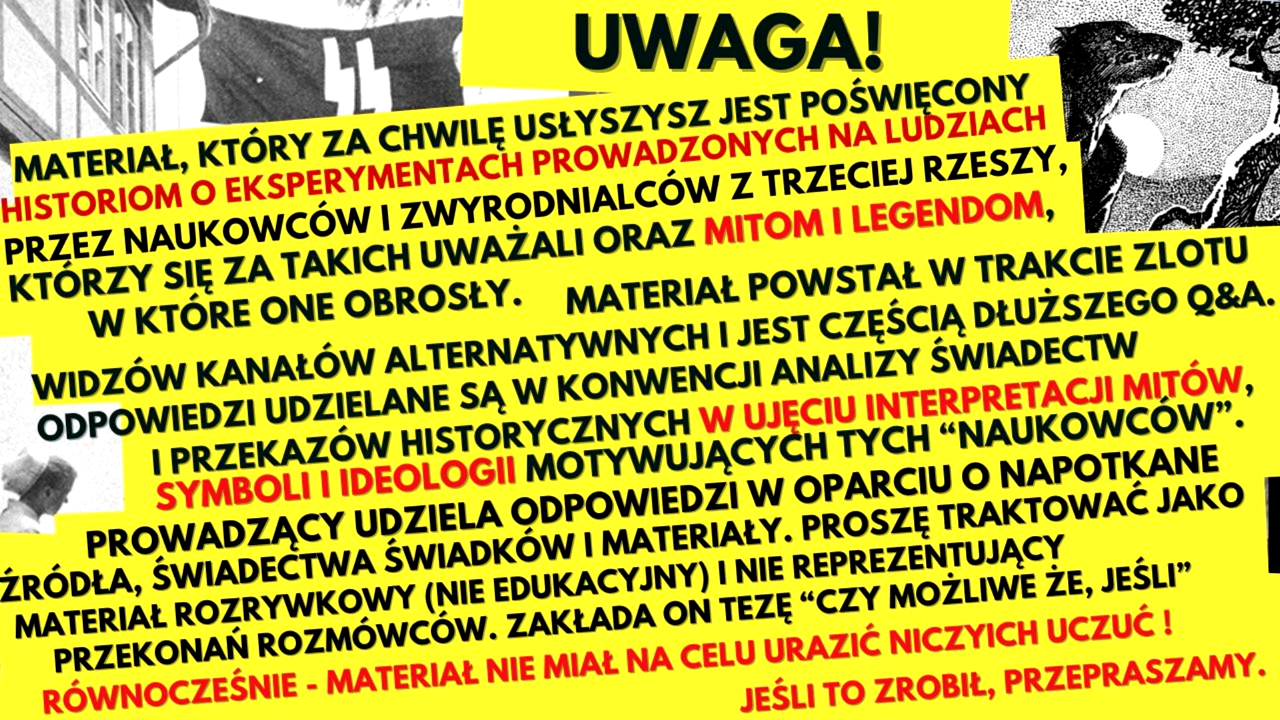 UWAGA!
MATERIAŁ, KTÓRY ZA CHWILĘ USŁYSZYSZ JEST POŚWIĘCONY
HISTORIOM O EKSPERYMENTACH PROWADZONYCH NA LUDZIACH
PRZEZ NAUKOWCÓW I ZWYRODNIALCÓW Z TRZECIEJ RZESZY,
KTÓRZY SIĘ ZA TAKICH UWAŻALI ORAZ MITOM I LEGENDOM,
W KTÓRE ONE OBROSŁY.
MATERIAŁ POWSTAŁ W TRAKCIE ZLOTU
WIDZÓW KANAŁÓW ALTERNATYWNYCH I JEST CZĘŚCIĄ DŁUŻSZEGO Q&A.
ODPOWIEDZI UDZIELANE SĄ W KONWENCJI ANALIZY ŚWIADECTW
I PRZEKAZÓW HISTORYCZNYCH W UJĘCIU INTERPRETACJI MITÓW,
SYMBOLI I IDEOLOGII MOTYWUJĄCYCH TYCH “NAUKOWCÓW”.
PROWADZĄCY UDZIELA ODPOWIEDZI W OPARCIU O NAPOTKANE
ŹRÓDŁA, ŚWIADECTWA ŚWIADKÓW I MATERIAŁY. PROSZĘ TRAKTOWAĆ JAKO
MATERIAŁ ROZRYWKOWY (NIE EDUKACYJNY) I NIE REPREZENTUJĄCY
PRZEKONAŃ ROZMÓWCÓW. ZAKŁADA ON TEZĘ “CZY MOŻLIWE ŻE, JEŚLI”
RÓWNOCZEŚNIE - MATERIAŁ NIE MIAŁ NA CELU URAZIĆ NICZYICH UCZUĆ !
JEŚLI TO ZROBIŁ, PRZEPRASZAMY.